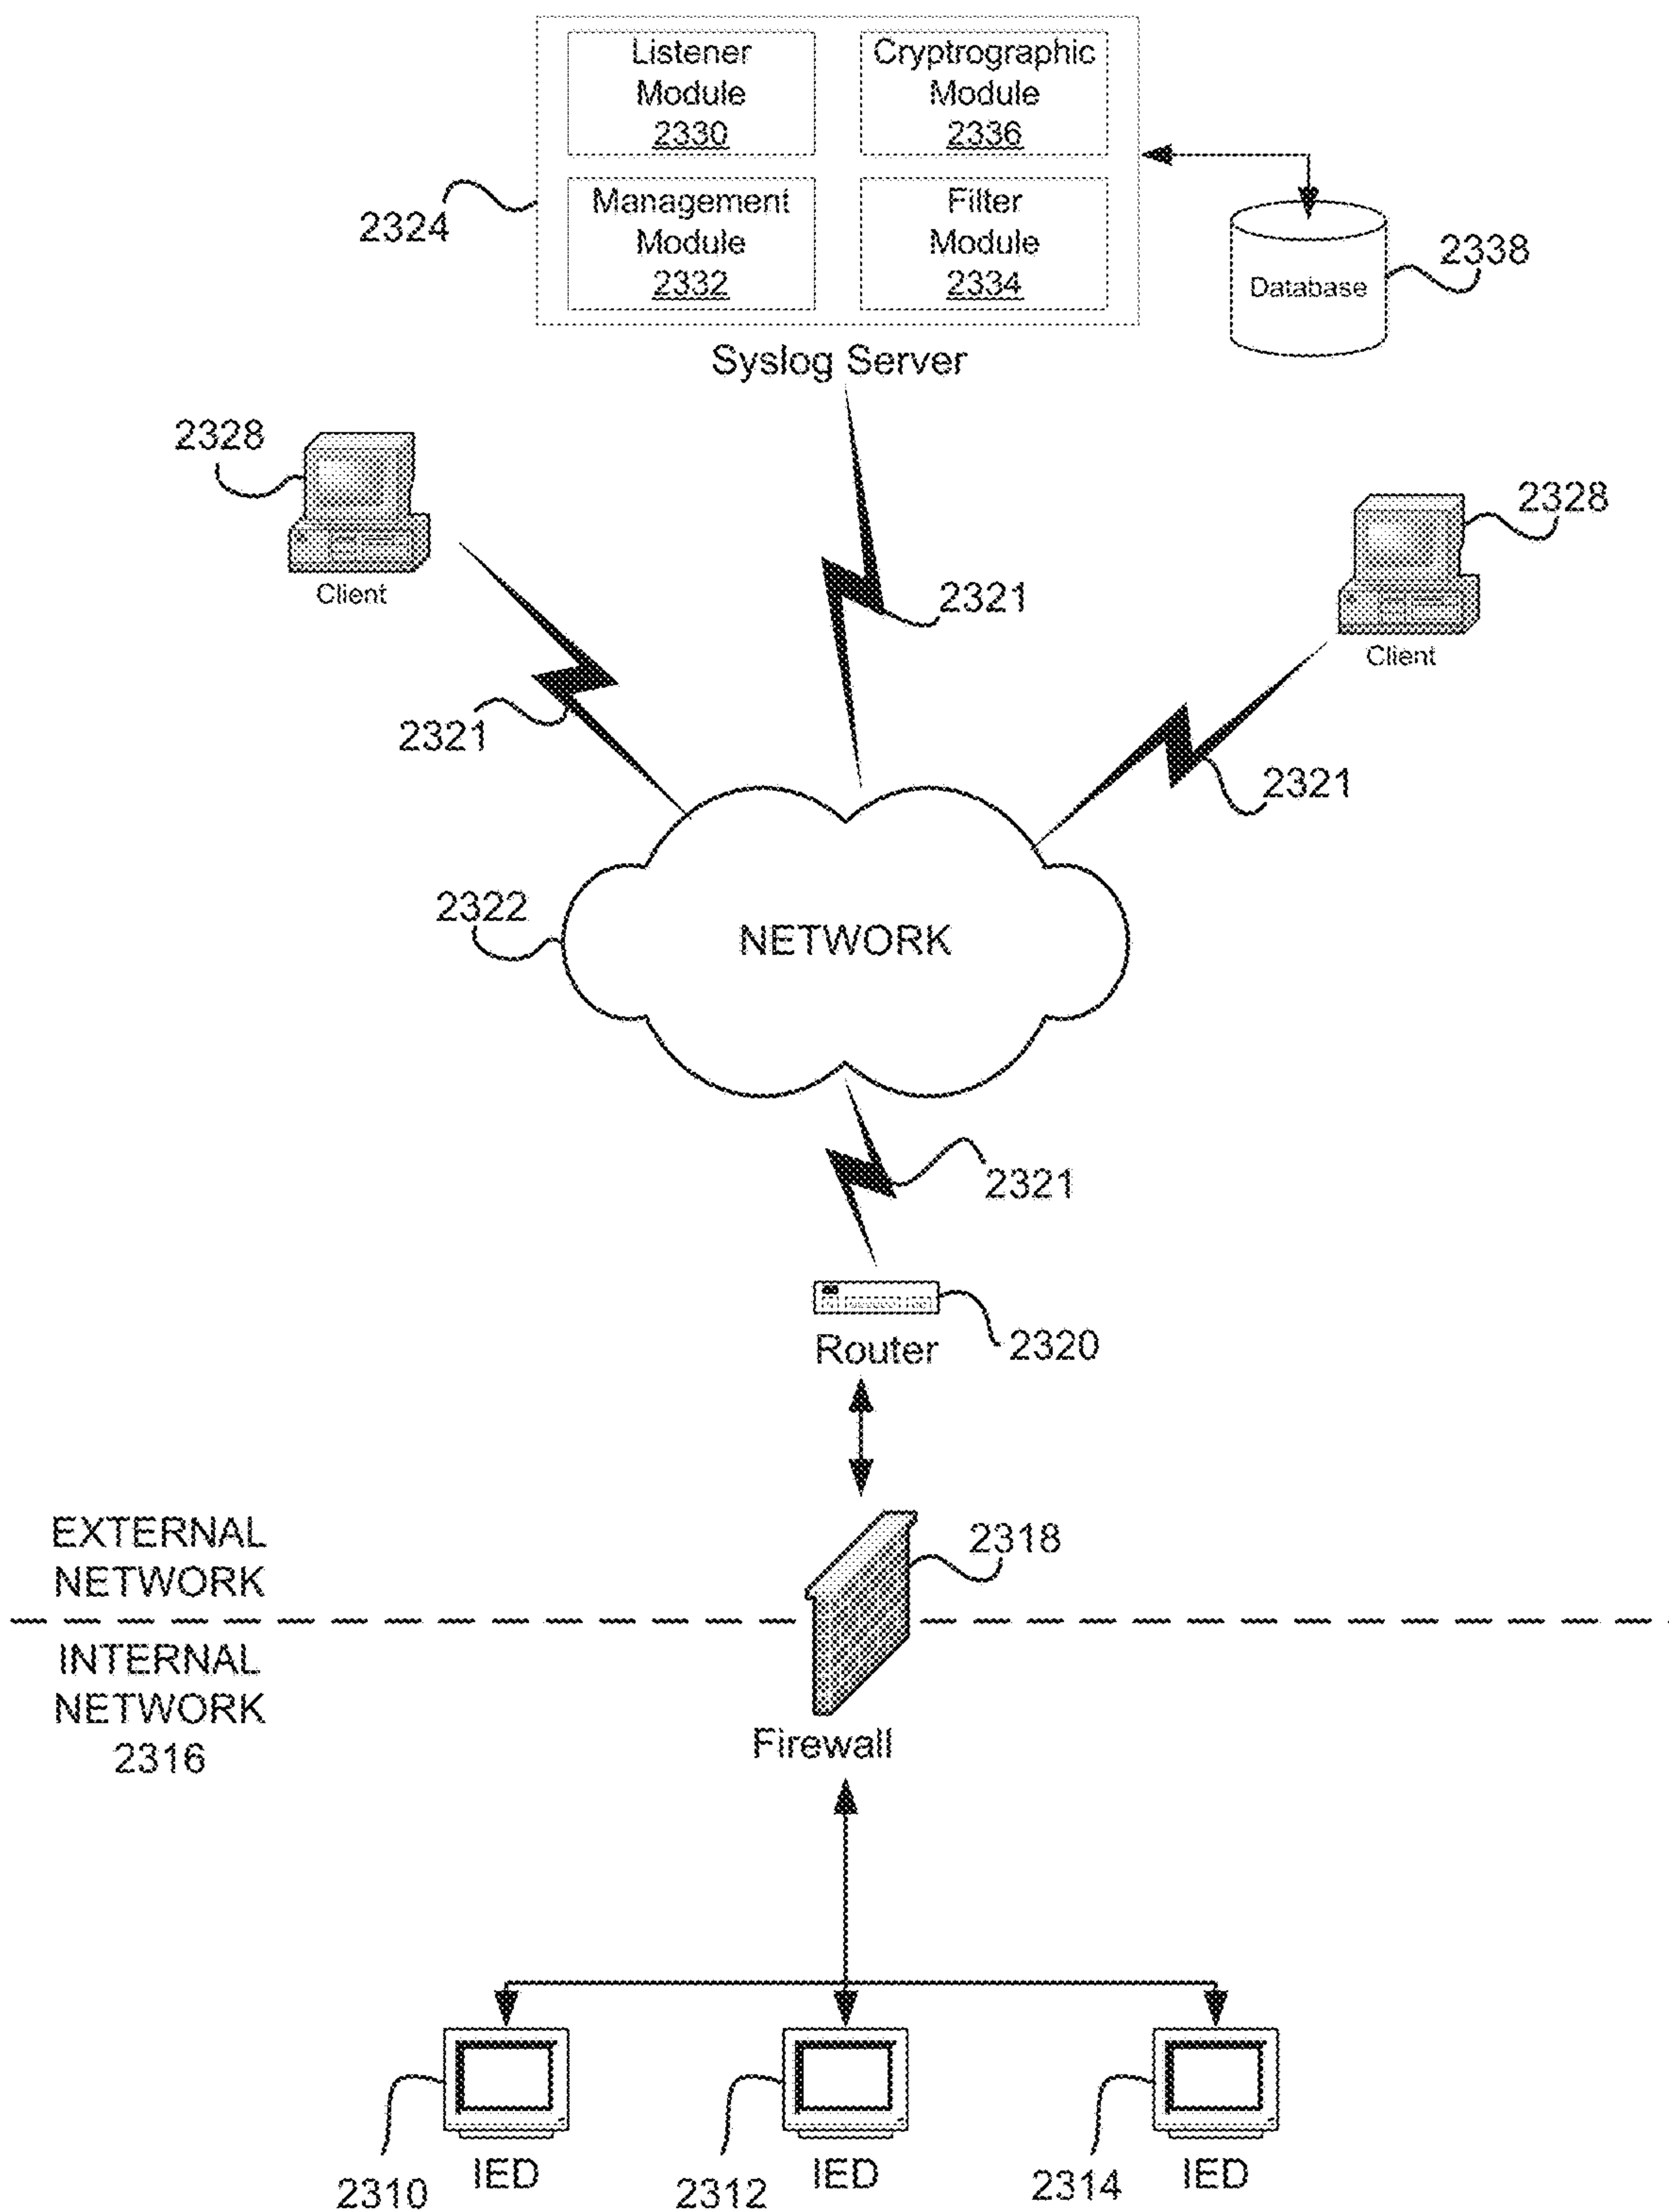 Listener
Module
2330
Cryptrographic
Module
2336
Management
Module
2332
Filter
Module
2334
2324
Database
2338
Syslog Server
2328
Client
2328
Client
2321
2321
2321
2322
NETWORK
2321
Router
2320
EXTERNAL
NETWORK
2318
INTERNAL
NETWORK
2316
Firewall
2310
IED
2312
IED
2314
IED